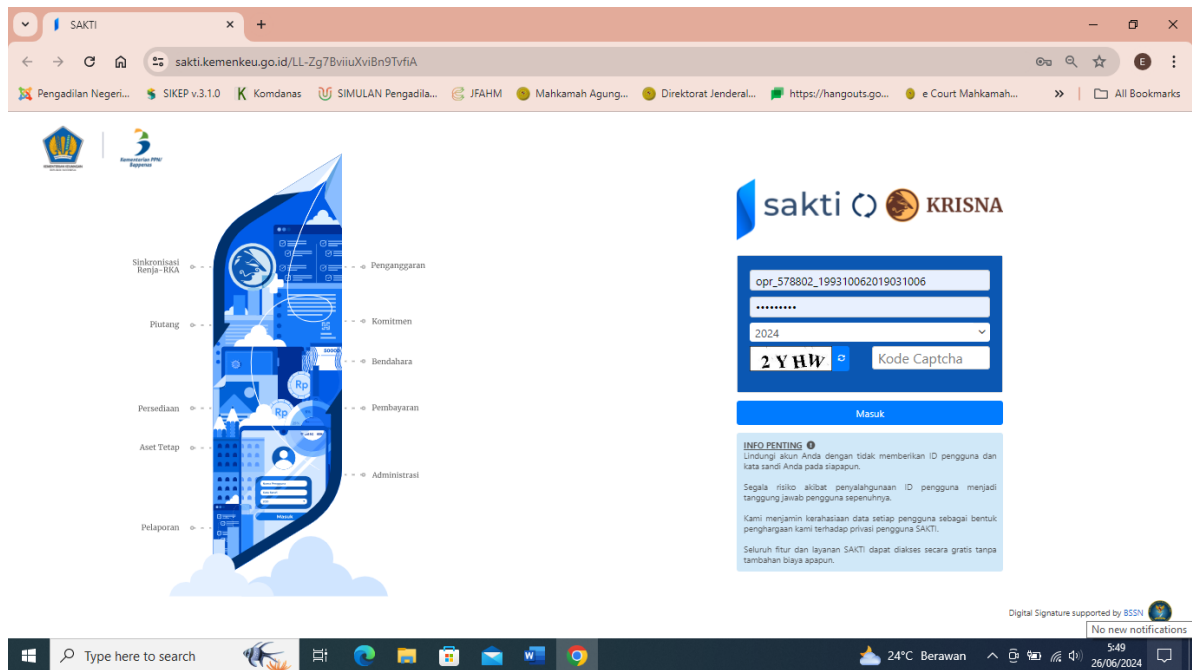 SAKTI
sakti.kemenkeu.go.id/LL-Zg7BviiuXviBn9TvfiA
E
Pengadilan Negeri... SIKEP v.3.1.0 Komdanas SIMULAN Pengadila... JFAHM Mahkamah Agung... Direktorat Jenderal... https://hangouts.go... e Court Mahkamah... All Bookmarks
Kementerian PPN/
Bappenas
sakti KRISNA
Sinkronisasi
Renja-RKA
Penganggaran
Piutang
Komitmen
Bendahara
Persediaan
Pembayaran
Aset Tetap
Administrasi
Pelaporan
Rp
Rp
Masuk
opr_578802_199310062019031006
2024
2 Y H W Kode Captcha
Masuk
INFO PENTING
Lindungi akun Anda dengan tidak memberikan ID pengguna dan
kata sandi Anda pada siapapun.
Segala risiko akibat penyalahgunaan ID pengguna menjadi
tanggung jawab pengguna sepenuhnya.
Kami menjamin kerahasiaan data setiap pengguna sebagai bentuk
penghargaan kami terhadap privasi pengguna SAKTI.
Seluruh fitur dan layanan SAKTI dapat diakses secara gratis tanpa
tambahan biaya apapun.
Digital Signature supported by BSSN
No new notifications
Type here to search
24°C Berawan
5:49
26/06/2024